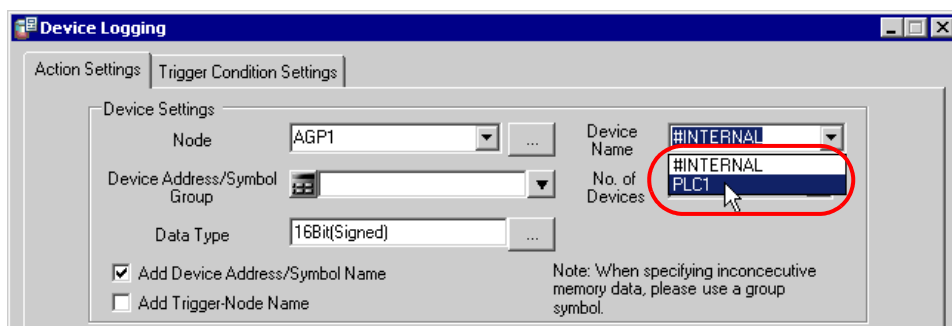 Device Logging
Action Settings
Trigger Condition Settings
Device Settings
Node
AGP1
...
Device
Name
#INTERNAL
#INTERNAL
PLC1
Device Address/Symbol
Group
No. of
Devices
Data Type
16Bit(Signed)
...
Add Device Address/Symbol Name
Add Trigger-Node Name
Note: When specifying inconcecutive
memory data, please use a group
symbol.